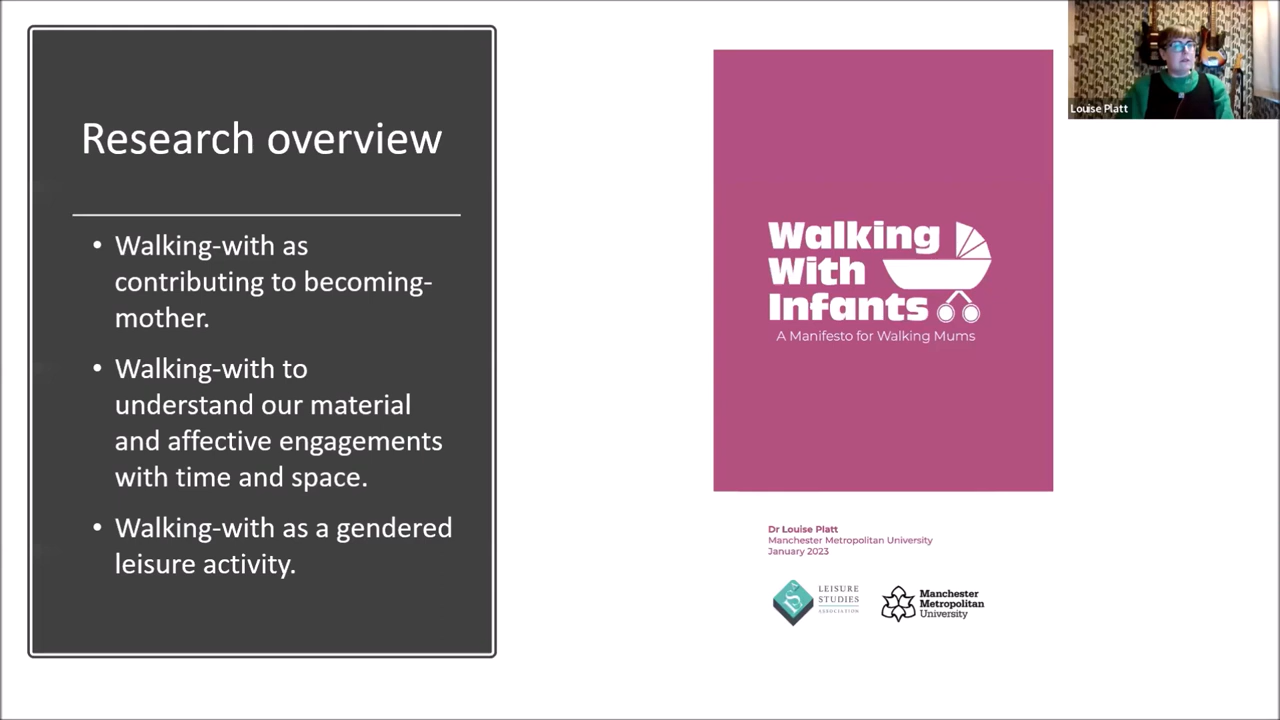 Research overview
• Walking-with as
contributing to becoming-
mother.
• Walking-with to
understand our material
and affective engagements
with time and space.
• Walking-with as a gendered
leisure activity.
Walking
With
Infants
A Manifesto for Walking Mums
Dr Louise Platt
Manchester Metropolitan University
January 2023
LSA
LEISURE
STUDIES
ASSOCIATION
Manchester
Metropolitan
University
Louise Platt